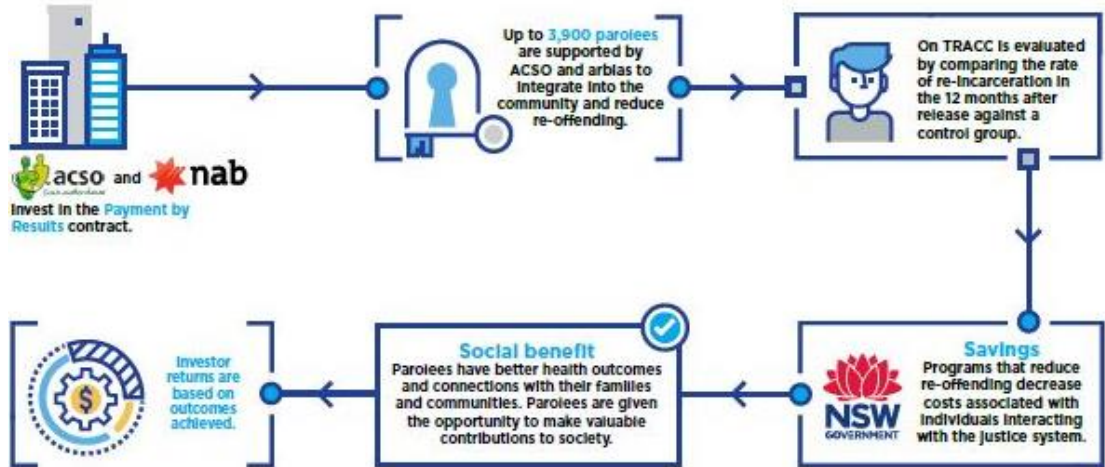 Up to 3,900 parolees
are supported by
ACSO and arbias to
integrate into the
community and reduce
re-offending.
On TRACC is evaluated
by comparing the rate
of re-incarceration in
the 12 months after
release against a
control group.
acso and nab
Invest in the Payment by
Results contract.
Investor
returns are
based on
outcomes
achieved.
$
Social benefit
Parolees have better health outcomes
and connections with their families
and communities. Parolees are given
the opportunity to make valuable
contributions to society.
NSW
GOVERNMENT
Savings
Programs that reduce
re-offending decrease
costs associated with
individuals interacting
with the justice system.